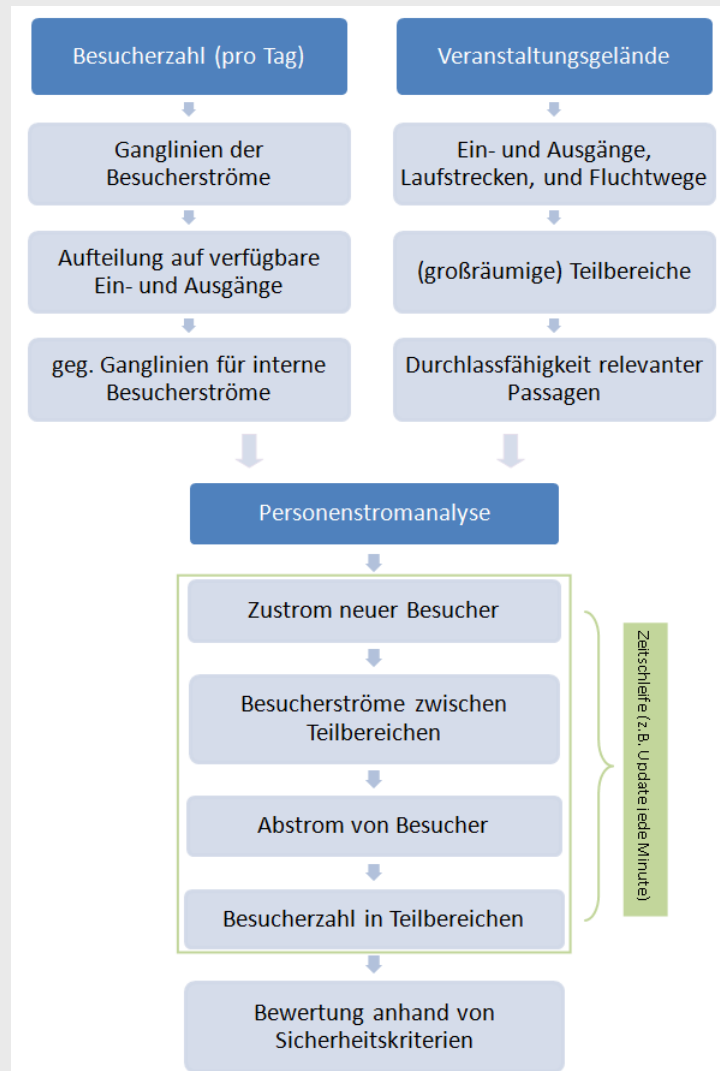 Besucherzahl (pro Tag)
Ganglinien der
Besucherströme
Aufteilung auf verfügbare
Ein- und Ausgänge
geg. Ganglinien für interne
Besucherströme
Veranstaltungsgelände
Ein- und Ausgänge,
Laufstrecken, und Fluchtwege
(großräumige) Teilbereiche
Durchlassfähigkeit relevanter
Passagen
Personenstromanalyse
Zustrom neuer Besucher
Besucherströme zwischen
Teilbereichen
Abstrom von Besucher
Besucherzahl in Teilbereichen
Zeitschleife (z.B. Update jede Minute)
Bewertung anhand von
Sicherheitskriterien